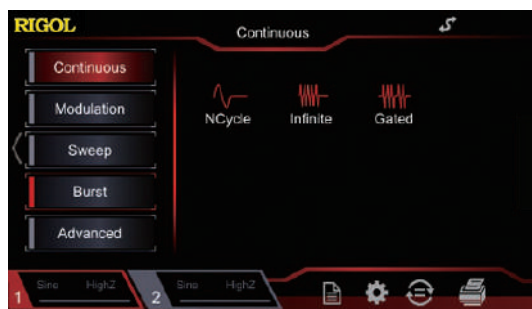 RIGOL
Continuous
Continuous
Modulation
Sweep
Burst
Advanced
NCycle Infinite Gated
1 Sine HighZ 2 Sine HighZ